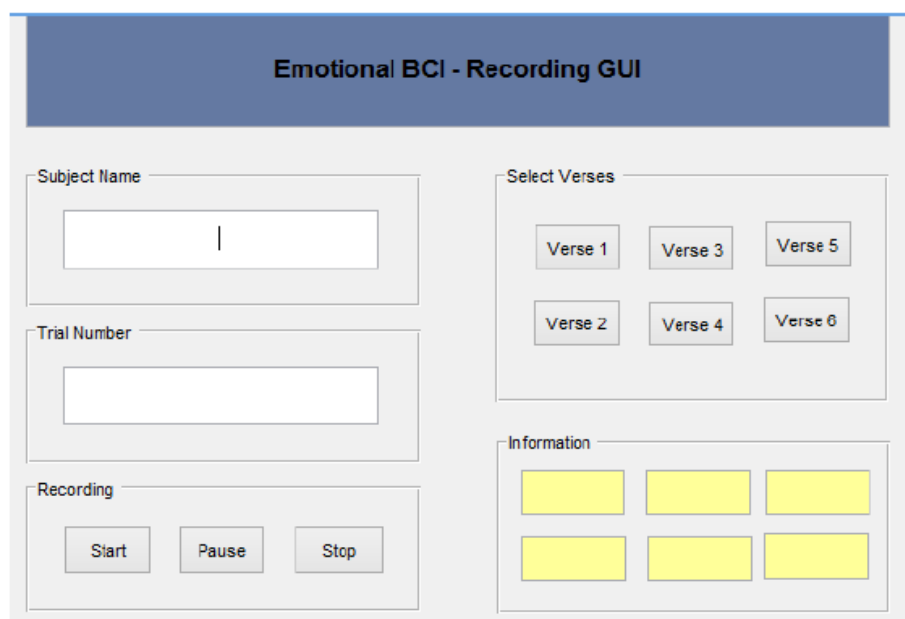 Emotional BCI - Recording GUI
Subject Name
Trial Number
Recording
Start Pause Stop
Select Verses
Verse 1 Verse 3 Verse 5
Verse 2 Verse 4 Verse 6
Information